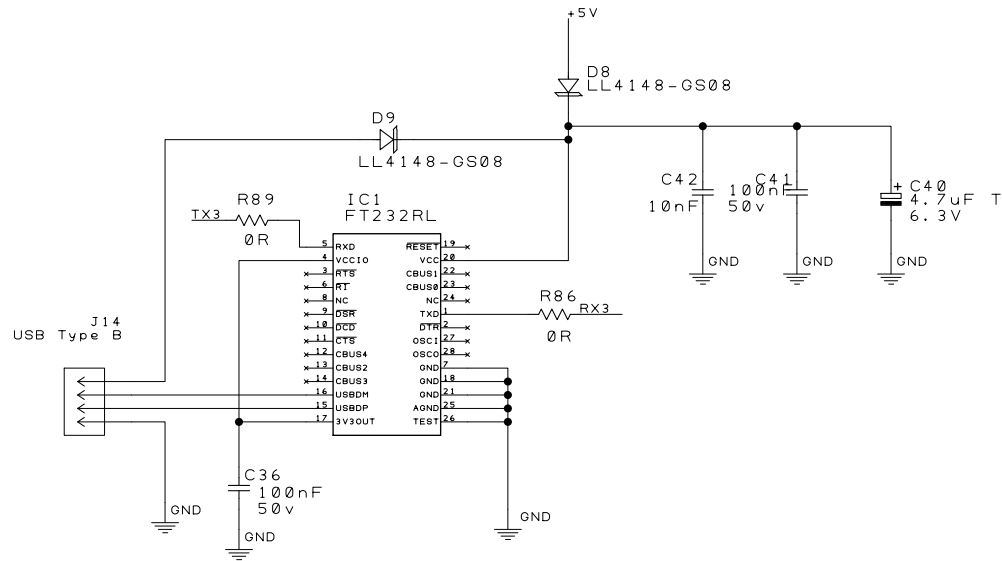 +5V
D8
LL4148-GS08
D9
LL4148-GS08
C42
10nF
C41
100nF
50v
C40
4.7uF T
6.3V
GND
GND
GND
R89
TX3
0R
IC1
FT232RL
5 RXD
4 VCCIO
3 RTS
6 RI
8 NC
9 DSR
10 DCD
11 CTS
12 CBUS4
13 CBUS2
14 CBUS3
16 USBDM
15 USBDP
17 3V3OUT
RESET 19
VCC 20
CBUS1 22
CBUS0 23
NC 24
TXD 1
DTR 2
OSCI 27
OSCO 28
GND 7
GND 18
GND 21
AGND 25
TEST 26
R86
RX3
0R
J14
USB Type B
C36
100nF
50v
GND
GND
GND